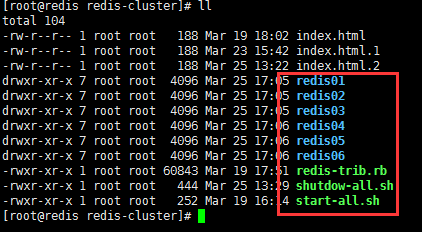 [root@redis redis-cluster]# ll
total 104
-rw-r--r-- 1 root root   188 Mar 19 18:02 index.html
-rw-r--r-- 1 root root   188 Mar 23 15:42 index.html.1
-rw-r--r-- 1 root root   188 Mar 25 13:22 index.html.2
drwxr-xr-x 7 root root  4096 Mar 25 17:05 redis01
drwxr-xr-x 7 root root  4096 Mar 25 17:05 redis02
drwxr-xr-x 7 root root  4096 Mar 25 17:05 redis03
drwxr-xr-x 7 root root  4096 Mar 25 17:06 redis04
drwxr-xr-x 7 root root  4096 Mar 25 17:06 redis05
drwxr-xr-x 7 root root  4096 Mar 25 17:06 redis06
-rwxr-xr-x 1 root root 60843 Mar 19 17:51 redis-trib.rb
-rwxr-xr-x 1 root root   444 Mar 25 13:29 shutdow-all.sh
-rwxr-xr-x 1 root root   252 Mar 19 16:14 start-all.sh
[root@redis redis-cluster]#